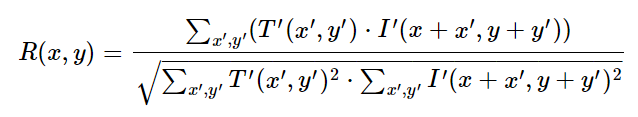 R(x, y) = \frac{\sum_{x',y'} (T'(x', y') \cdot I'(x + x', y + y'))}{\sqrt{\sum_{x',y'} T'(x', y')^2 \cdot \sum_{x',y'} I'(x + x', y + y')^2}}